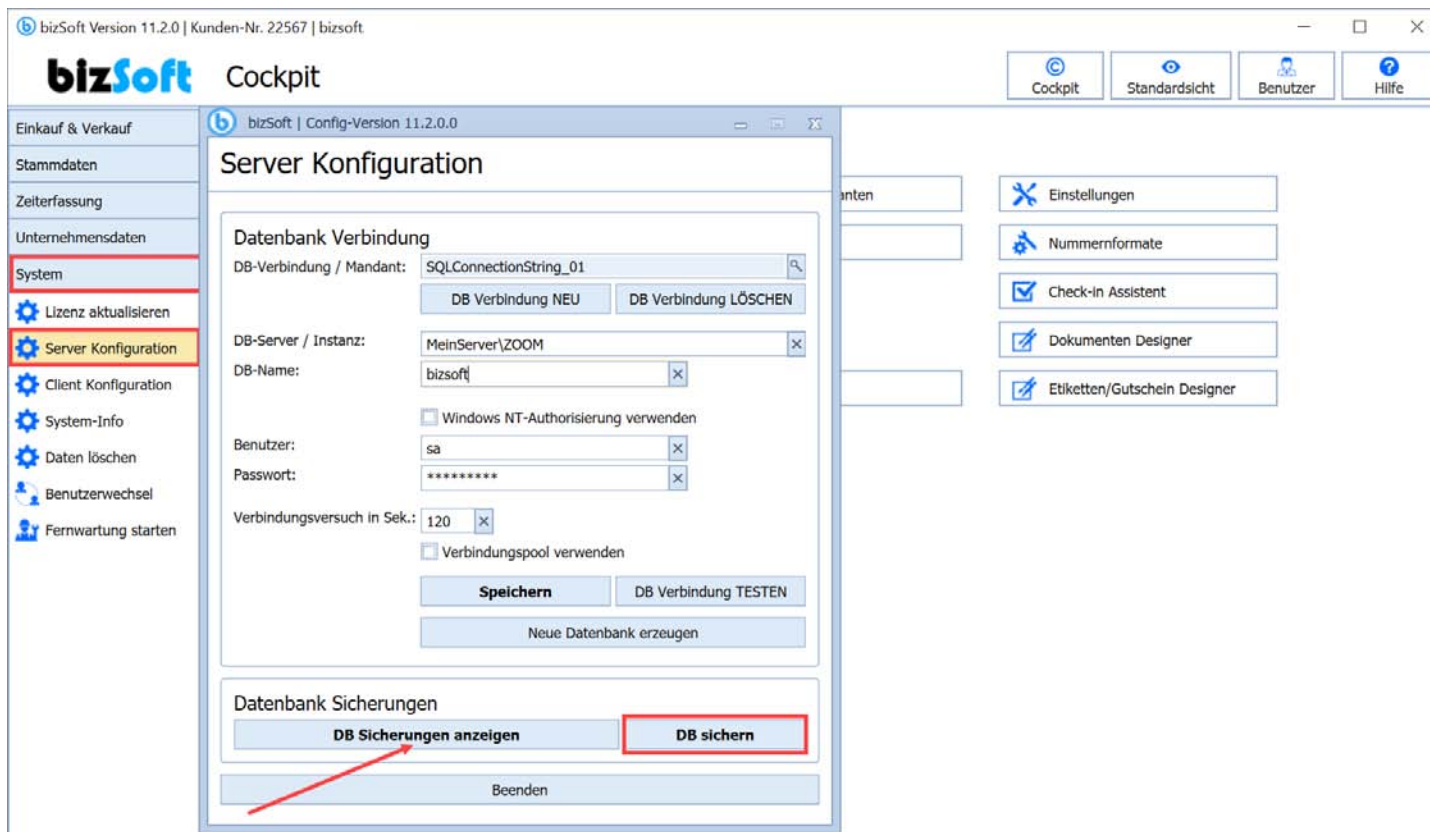 bizSoft Version 11.2.0 | Kunden-Nr. 22567 | bizsoft
bizSoft Cockpit
Cockpit
Standardsicht
Benutzer
Hilfe
Einkauf & Verkauf
Stammdaten
Zeiterfassung
Unternehmensdaten
System
Lizenz aktualisieren
Server Konfiguration
Client Konfiguration
System-Info
Daten löschen
Benutzerwechsel
Fernwartung starten
bizSoft | Config-Version 11.2.0.0
Server Konfiguration
Datenbank Verbindung
DB-Verbindung / Mandant: SQLConnectionString_01
DB Verbindung NEU DB Verbindung LÖSCHEN
DB-Server / Instanz: MeinServer\ZOOM
DB-Name: bizsoft
Windows NT-Authorisierung verwenden
Benutzer: sa
Passwort: *********
Verbindungsversuch in Sek.: 120
Verbindungspool verwenden
Speichern DB Verbindung TESTEN
Neue Datenbank erzeugen
Datenbank Sicherungen
DB Sicherungen anzeigen DB sichern
Beenden
Einstellungen
Nummernformate
Check-in Assistent
Dokumenten Designer
Etiketten/Gutschein Designer